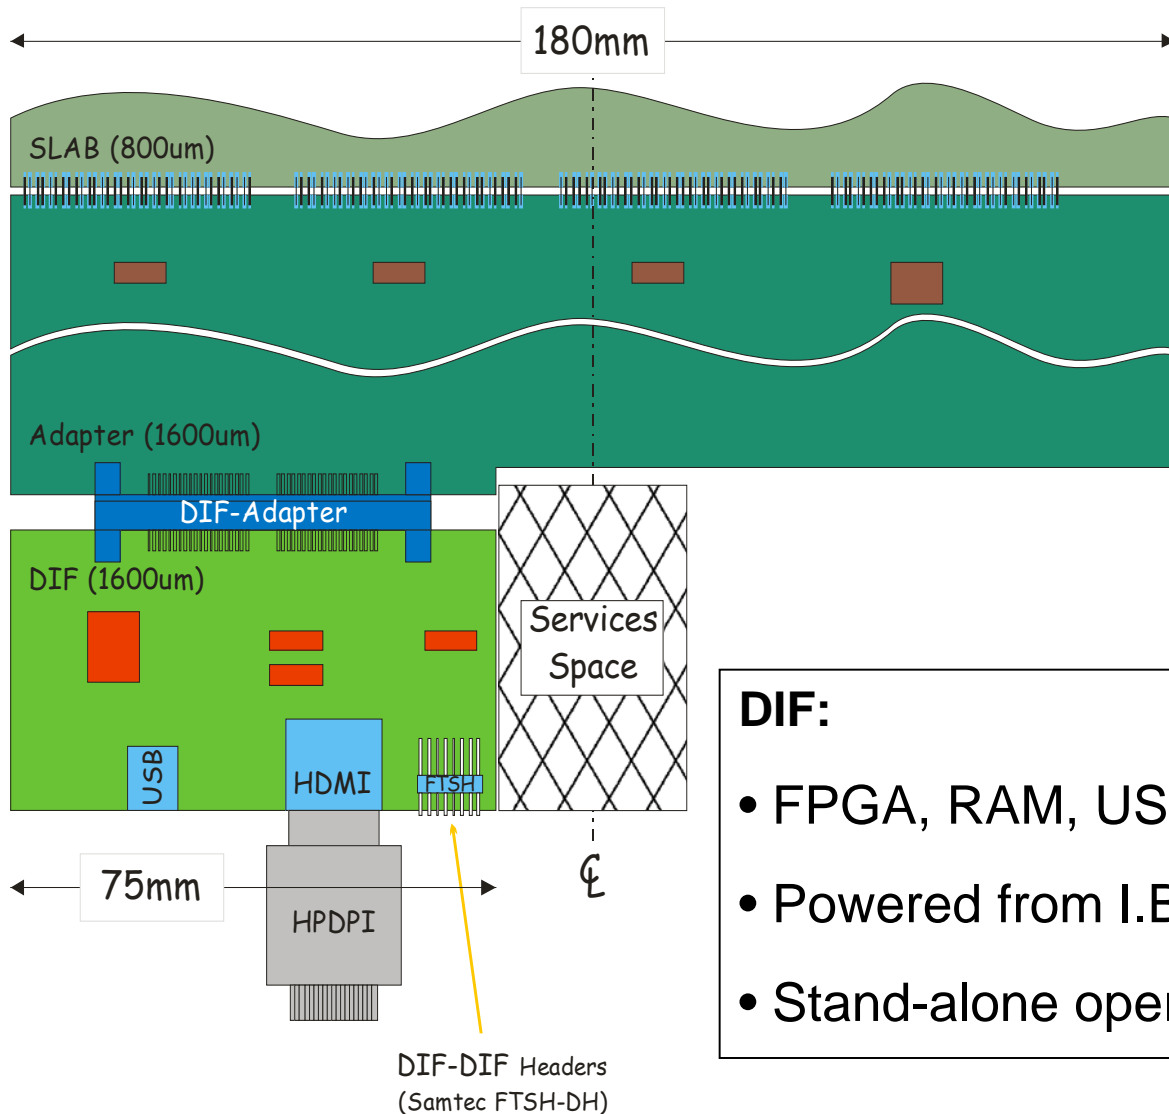 180mm
SLAB (800um)
Adapter (1600um)
DIF-Adapter
DIF (1600um)
Services
Space
USB
HDMI
FTSH
75mm
HPDPI
℄
DIF-DIF Headers
(Samtec FTSH-DH)
DIF:
• FPGA, RAM, US
• Powered from I.E
• Stand-alone oper